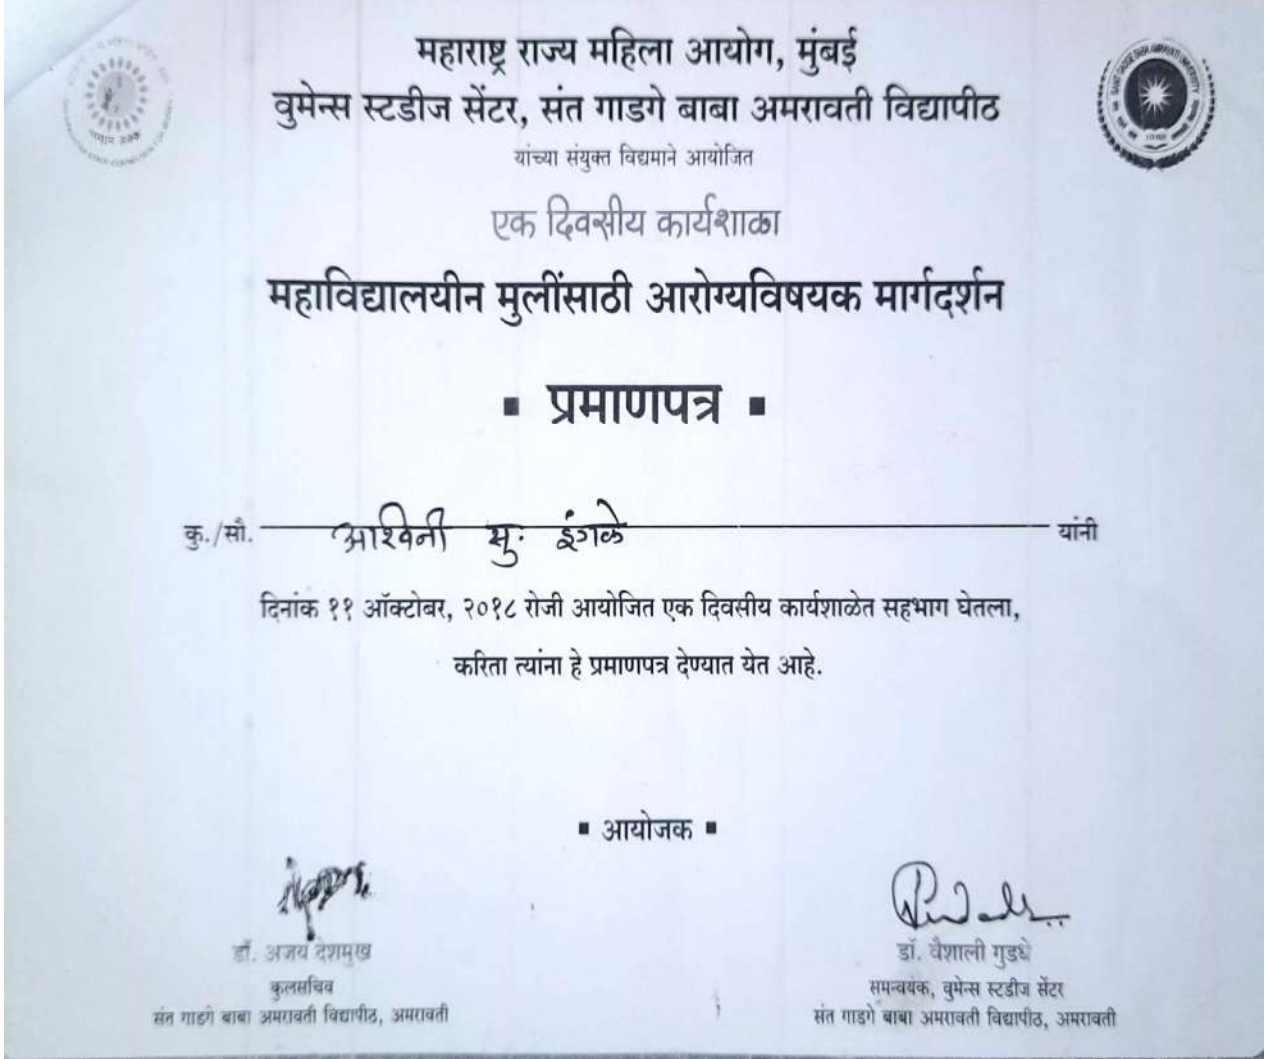 महाराष्ट्र राज्य महिला आयोग, मुंबई
वुमेन्स स्टडीज सेंटर, संत गाडगे बाबा अमरावती विद्यापीठ
यांच्या संयुक्त विद्यमाने आयोजित
एक दिवसीय कार्यशाळा
महाविद्यालयीन मुलींसाठी आरोग्यविषयक मार्गदर्शन
▪ प्रमाणपत्र ▪
कु./सौ. आश्विनी सु. इंगळे यांनी
दिनांक ११ ऑक्टोबर, २०१८ रोजी आयोजित एक दिवसीय कार्यशाळेत सहभाग घेतला,
करिता त्यांना हे प्रमाणपत्र देण्यात येत आहे.
▪ आयोजक ▪
डॉ. अजय देशमुख
कुलसचिव
संत गाडगे बाबा अमरावती विद्यापीठ, अमरावती
डॉ. वैशाली गुडधे
समन्वयक, वुमेन्स स्टडीज सेंटर
संत गाडगे बाबा अमरावती विद्यापीठ, अमरावती